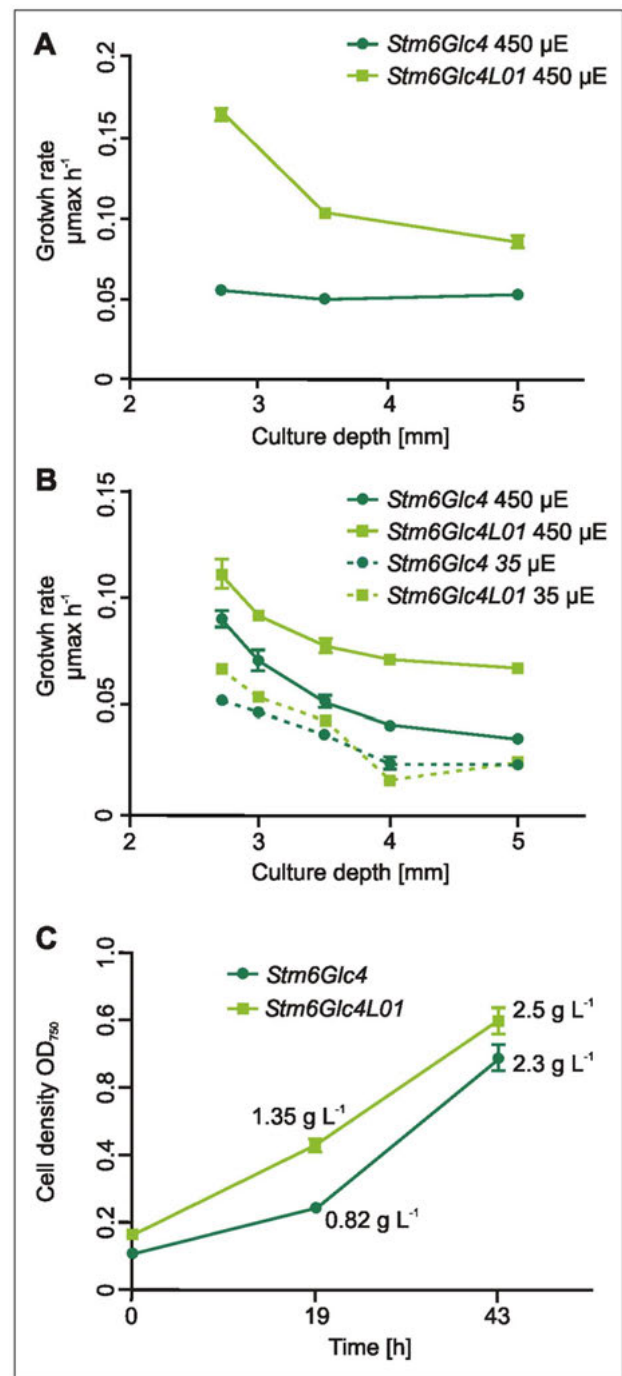 A
Stm6Glc4 450 µE
Stm6Glc4L01 450 µE
Grotwh rate
µmax h⁻¹
0.2
0.15
0.10
0.05
0
2 3 4 5
Culture depth [mm]
B
Stm6Glc4 450 µE
Stm6Glc4L01 450 µE
Stm6Glc4 35 µE
Stm6Glc4L01 35 µE
Grotwh rate
µmax h⁻¹
0.15
0.10
0.05
0
2 3 4 5
Culture depth [mm]
C
Stm6Glc4
Stm6Glc4L01
Cell density OD₇₅₀
1.0
0.6
0.8
0.4
0.2
0
2.5 g L⁻¹
2.3 g L⁻¹
1.35 g L⁻¹
0.82 g L⁻¹
0 19 43
Time [h]